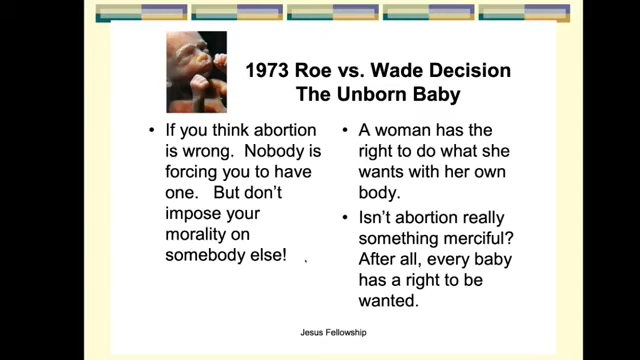 1973 Roe vs. Wade Decision
The Unborn Baby
• If you think abortion
is wrong.  Nobody is
forcing you to have
one.   But don't
impose your
morality on
somebody else!
• A woman has the
right to do what she
wants with her own
body.
• Isn't abortion really
something merciful?
After all, every baby
has a right to be
wanted.
Jesus Fellowship